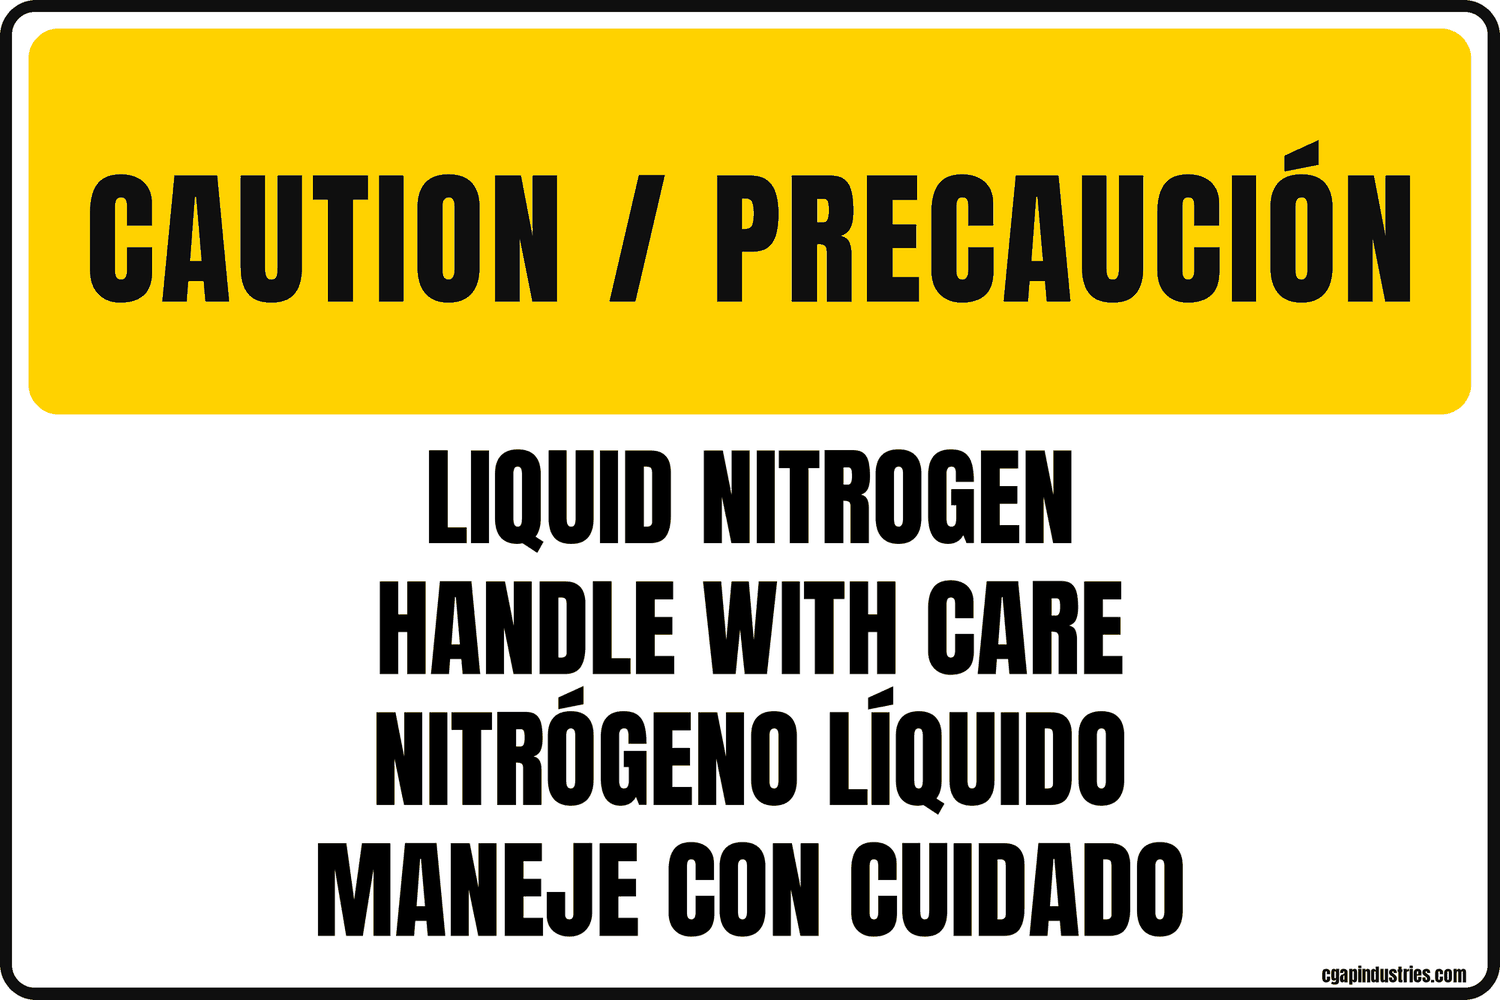 CAUTION / PRECAUCIÓN
LIQUID NITROGEN
HANDLE WITH CARE
NITRÓGENO LÍQUIDO
MANEJE CON CUIDADO
cgapindustries.com